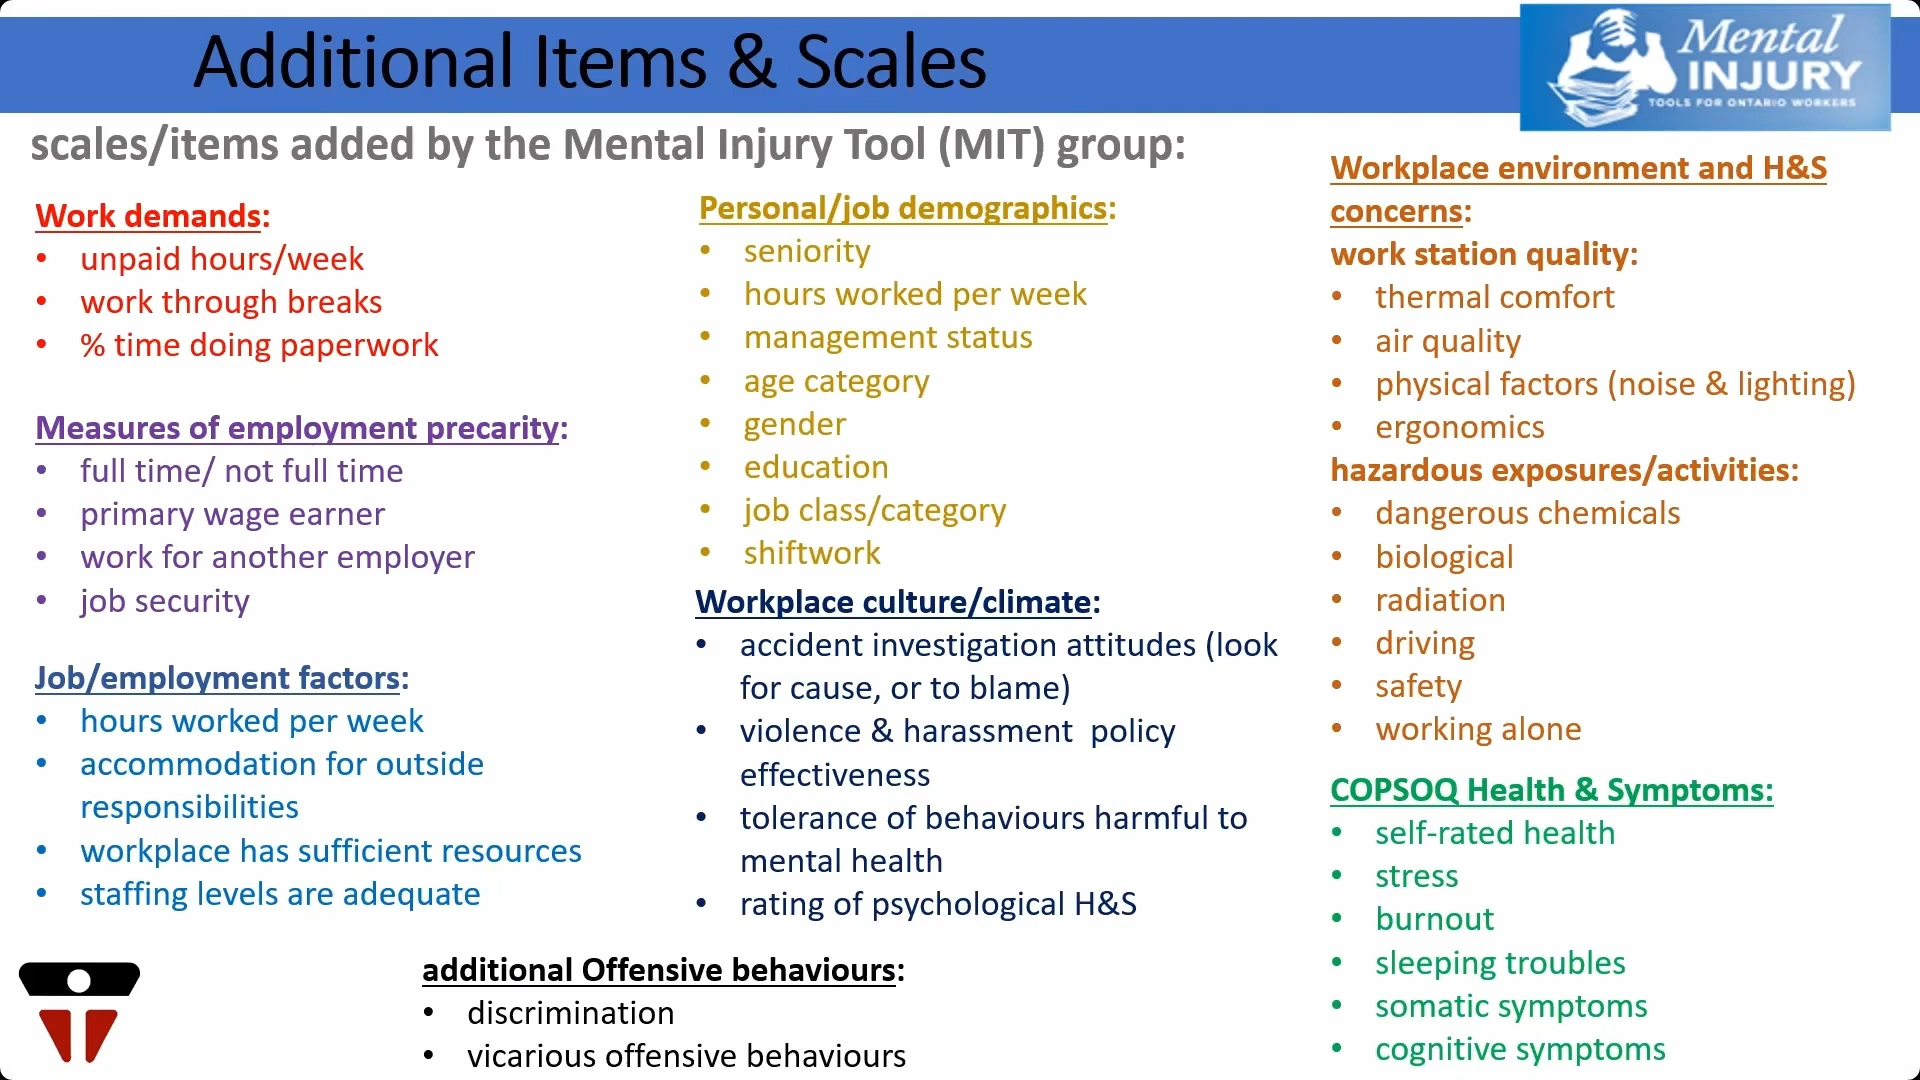 Additional Items & Scales
Mental
INJURY
TOOLS FOR ONTARIO WORKERS
scales/items added by the Mental Injury Tool (MIT) group:
Work demands:
• unpaid hours/week
• work through breaks
• % time doing paperwork
Measures of employment precarity:
• full time/ not full time
• primary wage earner
• work for another employer
• job security
Job/employment factors:
• hours worked per week
• accommodation for outside
responsibilities
• workplace has sufficient resources
• staffing levels are adequate
Personal/job demographics:
• seniority
• hours worked per week
• management status
• age category
• gender
• education
• job class/category
• shiftwork
Workplace culture/climate:
• accident investigation attitudes (look
for cause, or to blame)
• violence & harassment  policy
effectiveness
• tolerance of behaviours harmful to
mental health
• rating of psychological H&S
additional Offensive behaviours:
• discrimination
• vicarious offensive behaviours
Workplace environment and H&S
concerns:
work station quality:
• thermal comfort
• air quality
• physical factors (noise & lighting)
• ergonomics
hazardous exposures/activities:
• dangerous chemicals
• biological
• radiation
• driving
• safety
• working alone
COPSOQ Health & Symptoms:
• self-rated health
• stress
• burnout
• sleeping troubles
• somatic symptoms
• cognitive symptoms